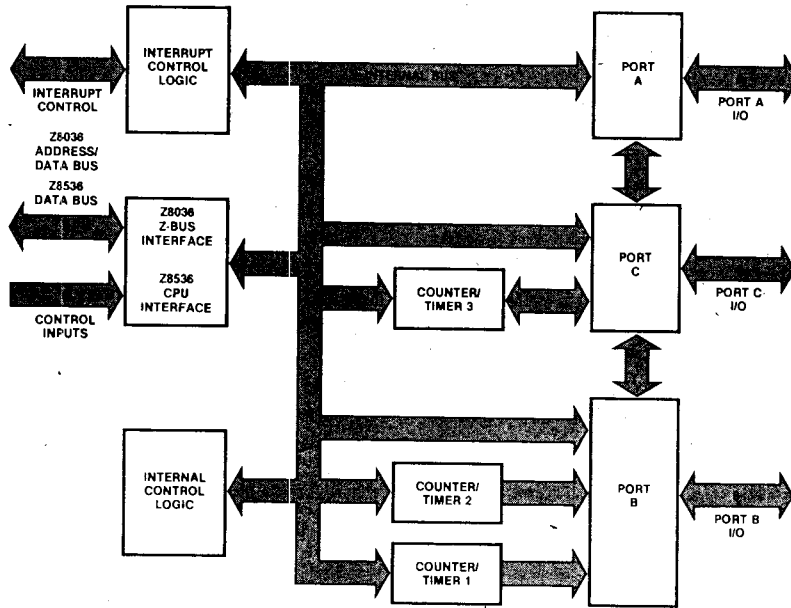 INTERRUPT
CONTROL
LOGIC
INTERRUPT
CONTROL
INTERNAL BUS
PORT
A
PORT A
I/O
Z8036
ADDRESS/
DATA BUS
Z8536
DATA BUS
Z8036
Z-BUS
INTERFACE
Z8536
CPU
INTERFACE
CONTROL
INPUTS
PORT
C
PORT C
I/O
COUNTER/
TIMER 3
INTERNAL
CONTROL
LOGIC
COUNTER/
TIMER 2
COUNTER/
TIMER 1
PORT
B
PORT B
I/O